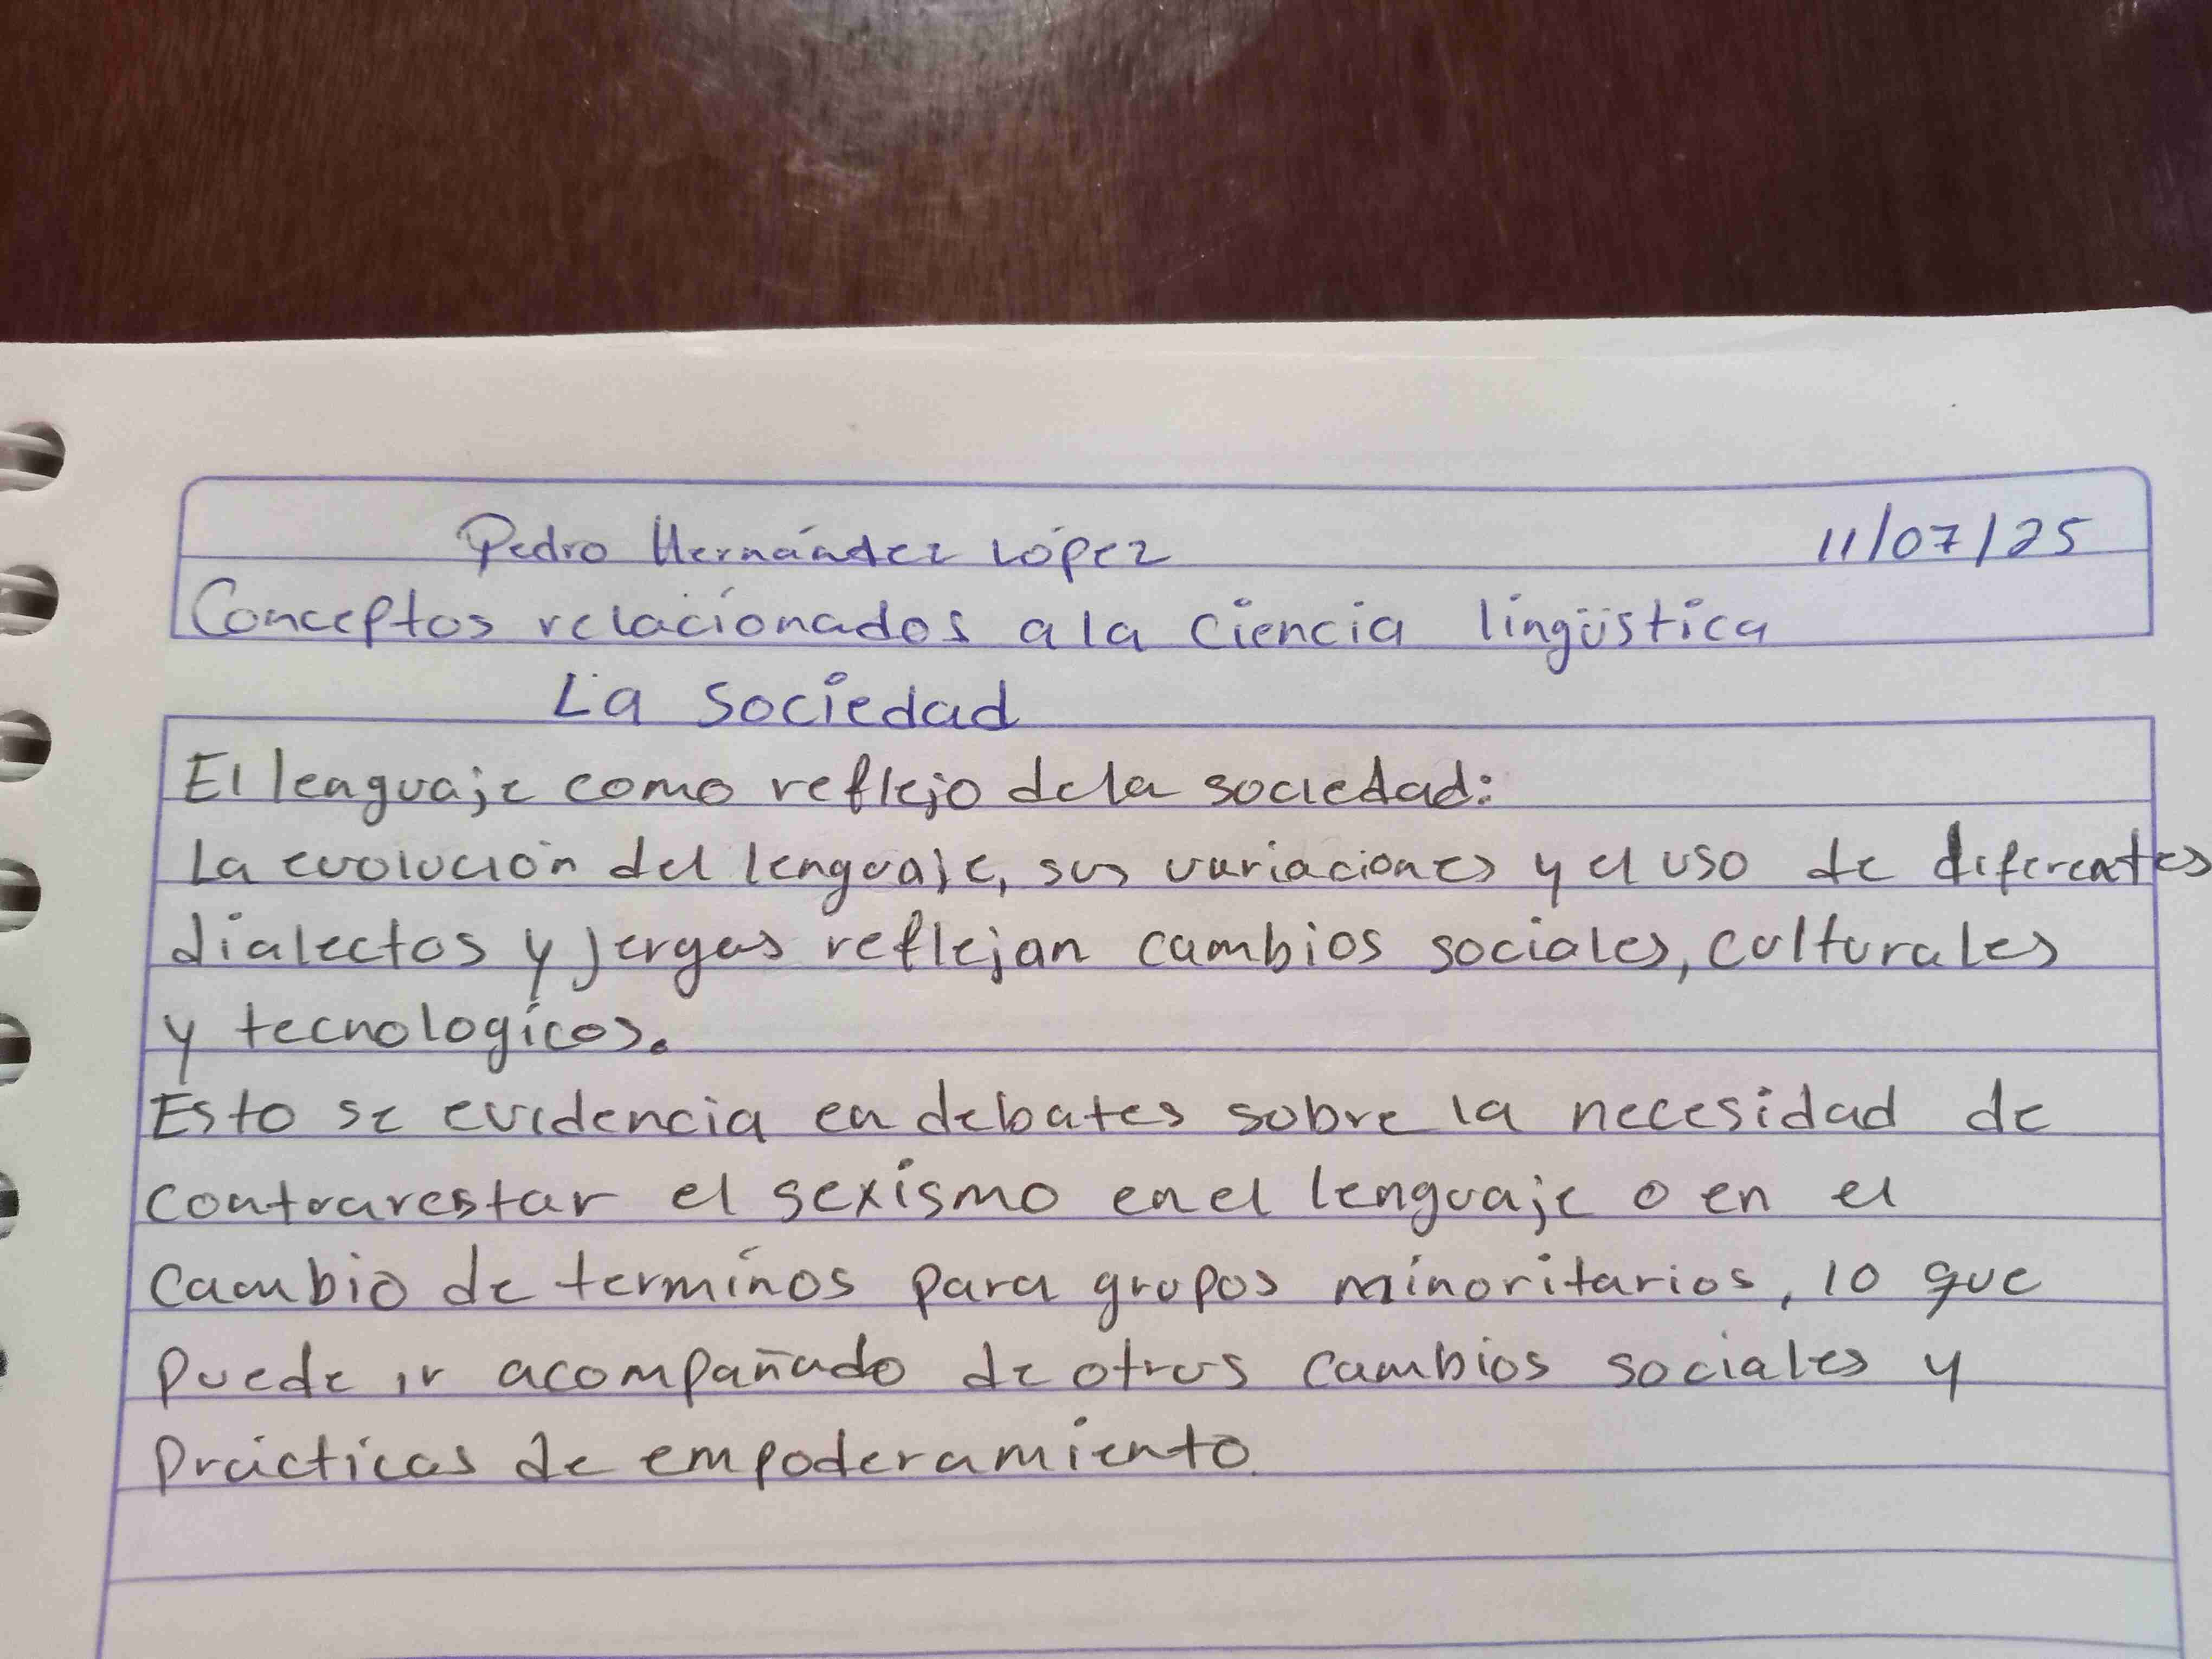 Pedro Hernández López 11/07/25
Conceptos relacionados a la Ciencia lingüística
La Sociedad
El lenguaje como reflejo de la sociedad:
La evolución del lenguaje, sus variaciones y el uso de diferentes
dialectos y jergas reflejan cambios sociales, culturales
y tecnologicos.
Esto se evidencia en debates sobre la necesidad de
contrarestar el sexismo en el lenguaje o en el
cambio de terminos para grupos minoritarios, lo que
puede ir acompañado de otros cambios sociales y
prácticas de empoderamiento.